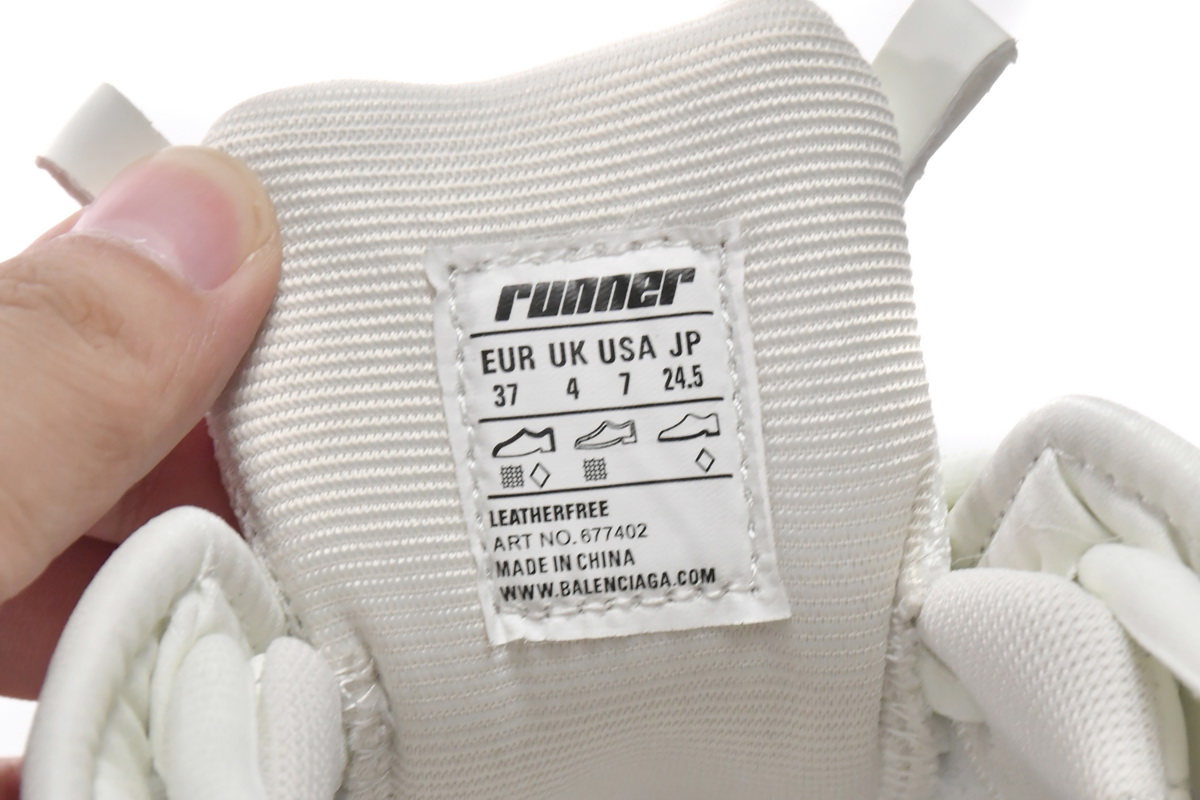 runner
EUR UK USA JP
37 4 7 24.5
LEATHERFREE
ART NO. 677402
MADE IN CHINA
WWW.BALENCIAGA.COM